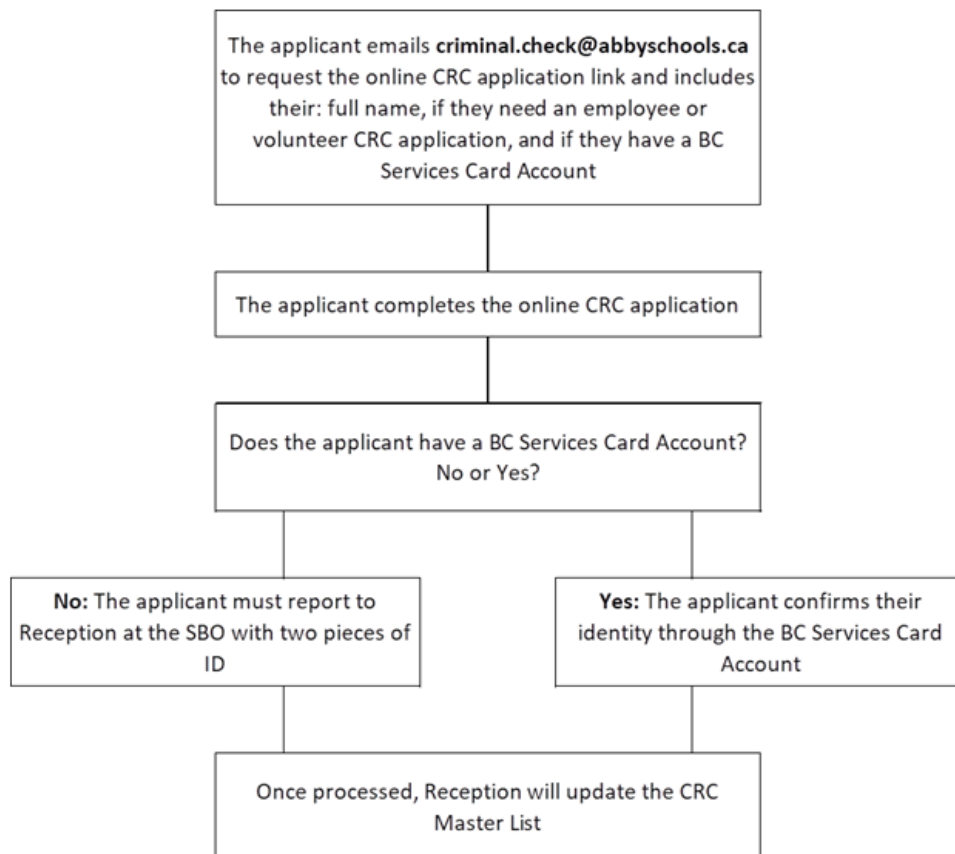 The applicant emails criminal.check@abbyschools.ca
to request the online CRC application link and includes
their: full name, if they need an employee or
volunteer CRC application, and if they have a BC
Services Card Account
The applicant completes the online CRC application
Does the applicant have a BC Services Card Account?
No or Yes?
No: The applicant must report to
Reception at the SBO with two pieces of
ID
Yes: The applicant confirms their
identity through the BC Services Card
Account
Once processed, Reception will update the CRC
Master List